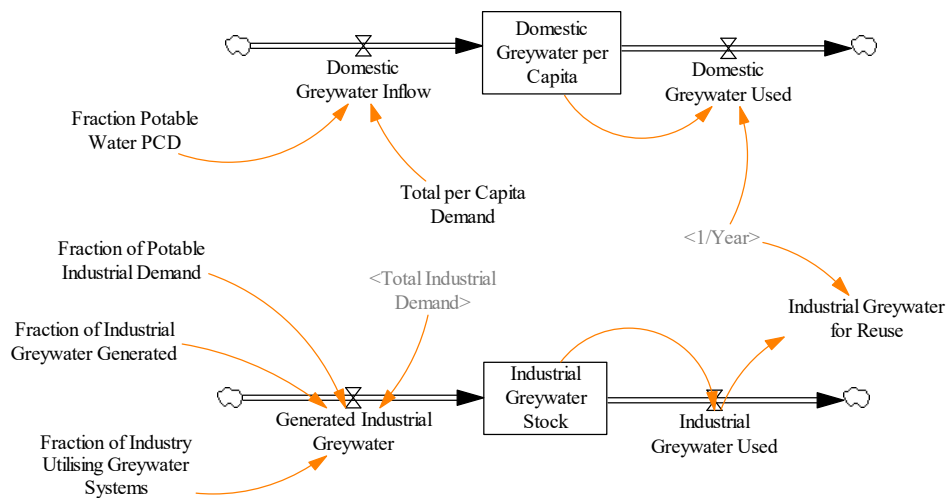 Domestic
Greywater per
Capita
Domestic
Greywater Inflow
Domestic
Greywater Used
Fraction Potable
Water PCD
Total per Capita
Demand
<1/Year>
Fraction of Potable
Industrial Demand
<Total Industrial
Demand>
Industrial Greywater
for Reuse
Fraction of Industrial
Greywater Generated
Industrial
Greywater
Stock
Generated Industrial
Greywater
Industrial
Greywater Used
Fraction of Industry
Utilising Greywater
Systems